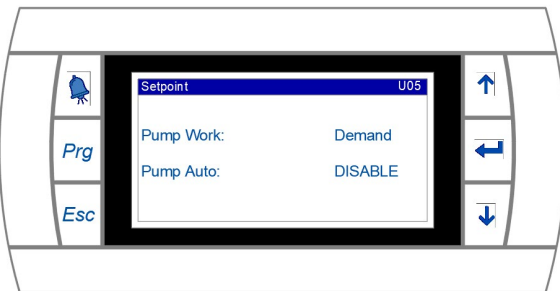 Setpoint U05
Prg
Pump Work: Demand
Pump Auto: DISABLE
Esc